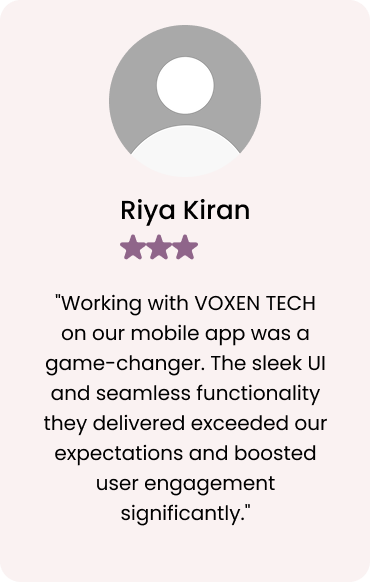 Riya Kiran
"Working with VOXEN TECH
on our mobile app was a
game-changer. The sleek UI
and seamless functionality
they delivered exceeded our
expectations and boosted
user engagement
significantly."